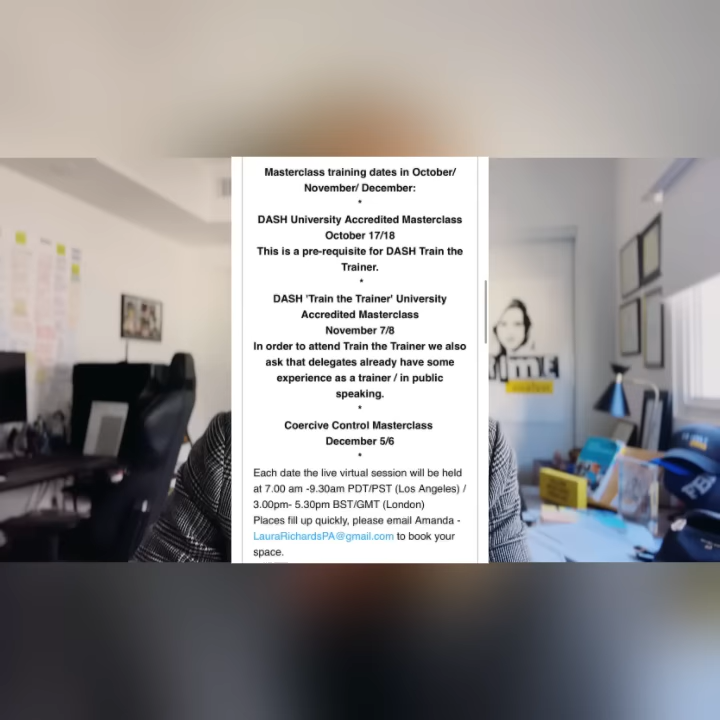 Masterclass training dates in October/
November/ December:
*
DASH University Accredited Masterclass
October 17/18
This is a pre-requisite for DASH Train the
Trainer.
*
DASH 'Train the Trainer' University
Accredited Masterclass
November 7/8
In order to attend Train the Trainer we also
ask that delegates already have some
experience as a trainer / in public
speaking.
*
Coercive Control Masterclass
December 5/6
*
Each date the live virtual session will be held
at 7.00 am -9.30am PDT/PST (Los Angeles) /
3.00pm- 5.30pm BST/GMT (London)
Places fill up quickly, please email Amanda -
LauraRichardsPA@gmail.com to book your
space.